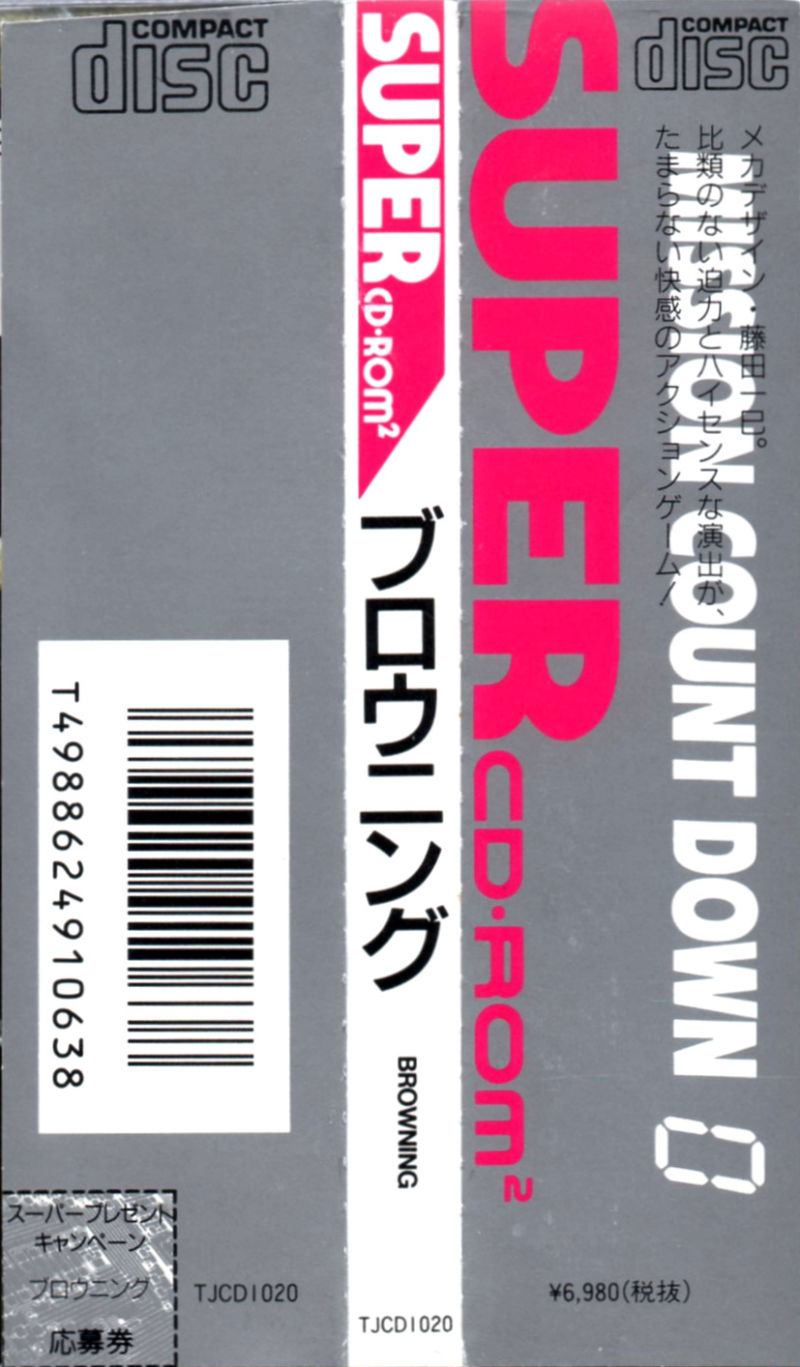 COMPACT
disc
T4988624910638
スーパープレゼント
キャンペーン
ブロウニング
応募券
TJCD1020
SUPER
CD・ROM²
ブロウニング
BROWNING
TJCD1020
SUPER
CD・ROM²
COMPACT
disc
メカデザイン・藤田一巳。
比類のない迫力とハイセンスな演出が、
たまらない快感のアクションゲーム！
MISSION COUNT DOWN 0
¥6,980(税抜)